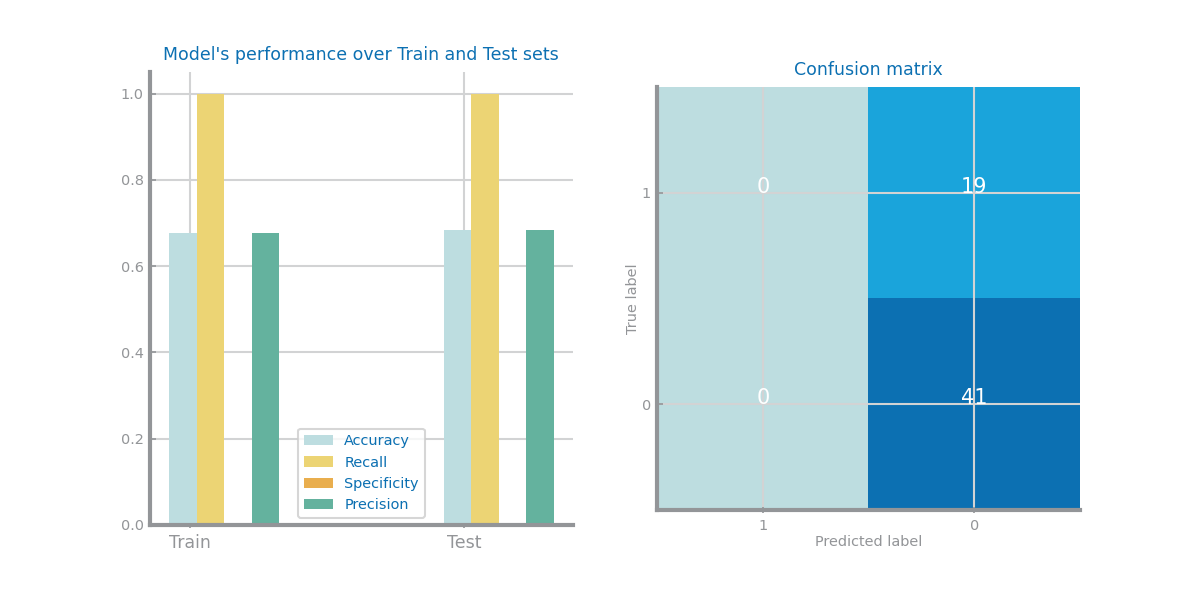 Model's performance over Train and Test sets
1.0
0.8
0.6
0.4
0.2
0.0
Train
Test
Accuracy
Recall
Specificity
Precision
Confusion matrix
True label
1
0
0
19
0
41
1
0
Predicted label